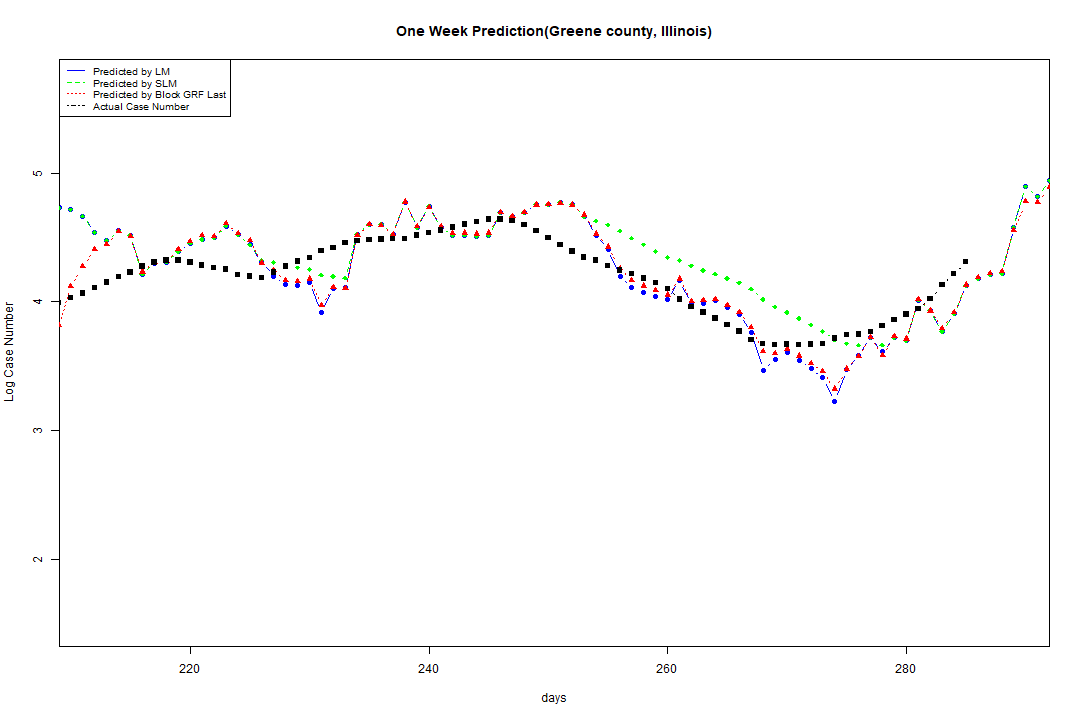 One Week Prediction(Greene county, Illinois)
Predicted by LM
Predicted by SLM
Predicted by Block GRF Last
Actual Case Number
5
4
3
2
Log Case Number
220 240 260 280
days